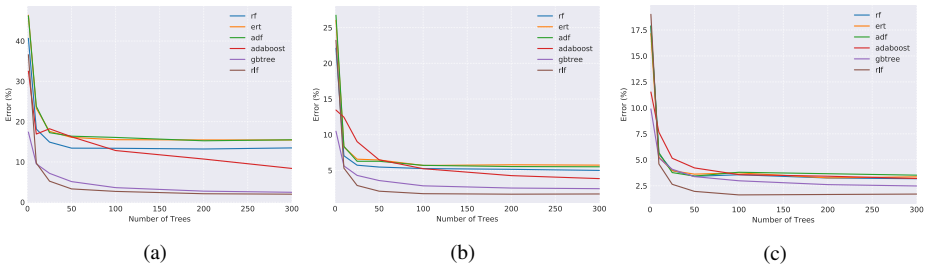 rf
ert
adf
adaboost
gbtree
rlf
Error (%)
40
30
20
10
0
0 50 100 150 200 250 300
Number of Trees
(a)
rf
ert
adf
adaboost
gbtree
rlf
Error (%)
25
20
15
10
5
0 50 100 150 200 250 300
Number of Trees
(b)
rf
ert
adf
adaboost
gbtree
rlf
Error (%)
17.5
15.0
12.5
10.0
7.5
5.0
2.5
0 50 100 150 200 250 300
Number of Trees
(c)